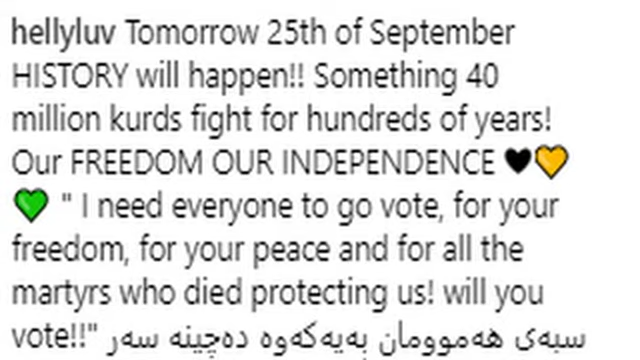 hellyluv Tomorrow 25th of September
HISTORY will happen!! Something 40
million kurds fight for hundreds of years!
Our FREEDOM OUR INDEPENDENCE 🖤💛
💚 " I need everyone to go vote, for your
freedom, for your peace and for all the
martyrs who died protecting us! will you
vote!!" سبەی هەموومان بەیەکەوە دەچینە سەر